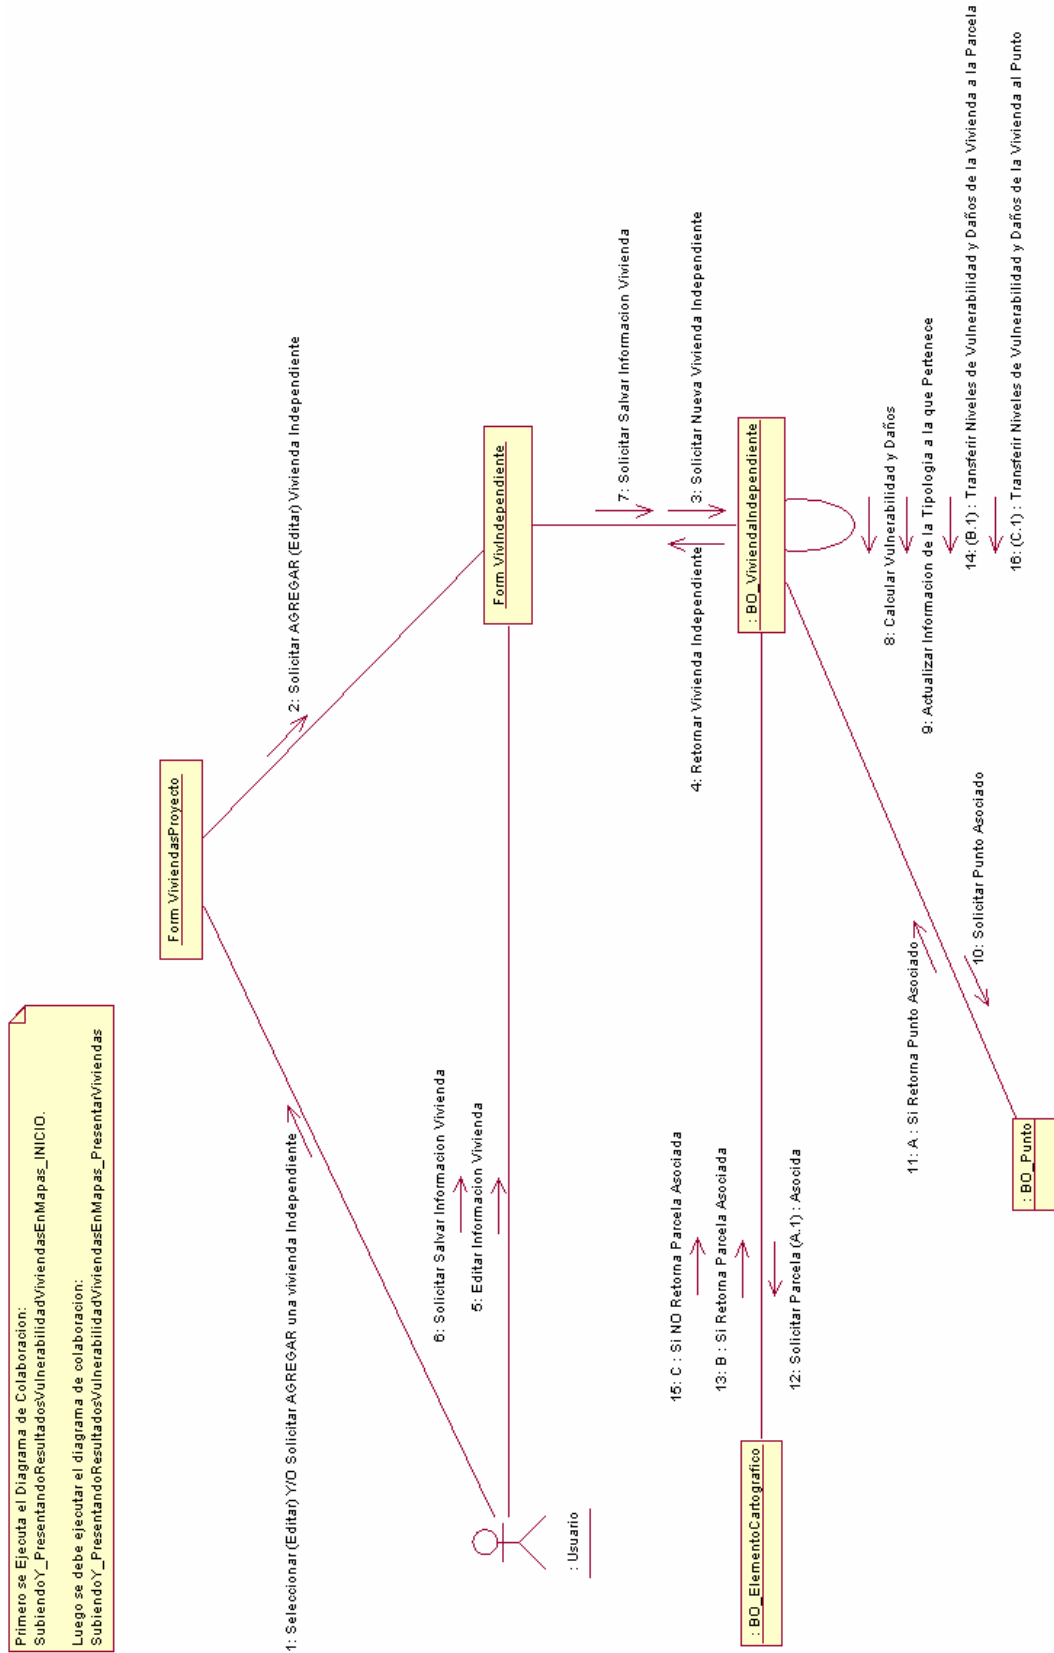 Primero se Ejecuta el Diagrama de Colaboracion:
SubiendoY_PresentandoResultadosVulnerabilidadViviendasEnMapas_INICIO.
Luego se debe ejecutar el diagrama de colaboracion:
SubiendoY_PresentandoResultadosVulnerabilidadViviendasEnMapas_PresentarViviendas
Form ViviendasProyecto
1: Seleccionar (Editar) Y/O Solicitar AGREGAR una vivienda Independiente
2: Solicitar AGREGAR (Editar) Vivienda Independiente
6: Solicitar Salvar Informacion Vivienda
5: Editar Informacion Vivienda
: Usuario
Form VivIndependiente
7: Solicitar Salvar Informacion Vivienda
3: Solicitar Nueva Vivienda Independiente
4: Retornar Vivienda Independiente
15: C : Si NO Retorna Parcela Asociada
13: B : Si Retorna Parcela Asociada
12: Solicitar Parcela (A.1) : Asocida
: BO_ElementoCartografico
: BO_ViviendaIndependiente
8: Calcular Vulnerabilidad y Daños
9: Actualizar Informacion de la Tipologia a la que Pertenece
14: (B.1) : Transferir Niveles de Vulnerabilidad y Daños de la Vivienda a la Parcela
16: (C.1) : Transferir Niveles de Vulnerabilidad y Daños de la Vivienda al Punto
11: A : Si Retorna Punto Asociado
10: Solicitar Punto Asociado
: BO_Punto